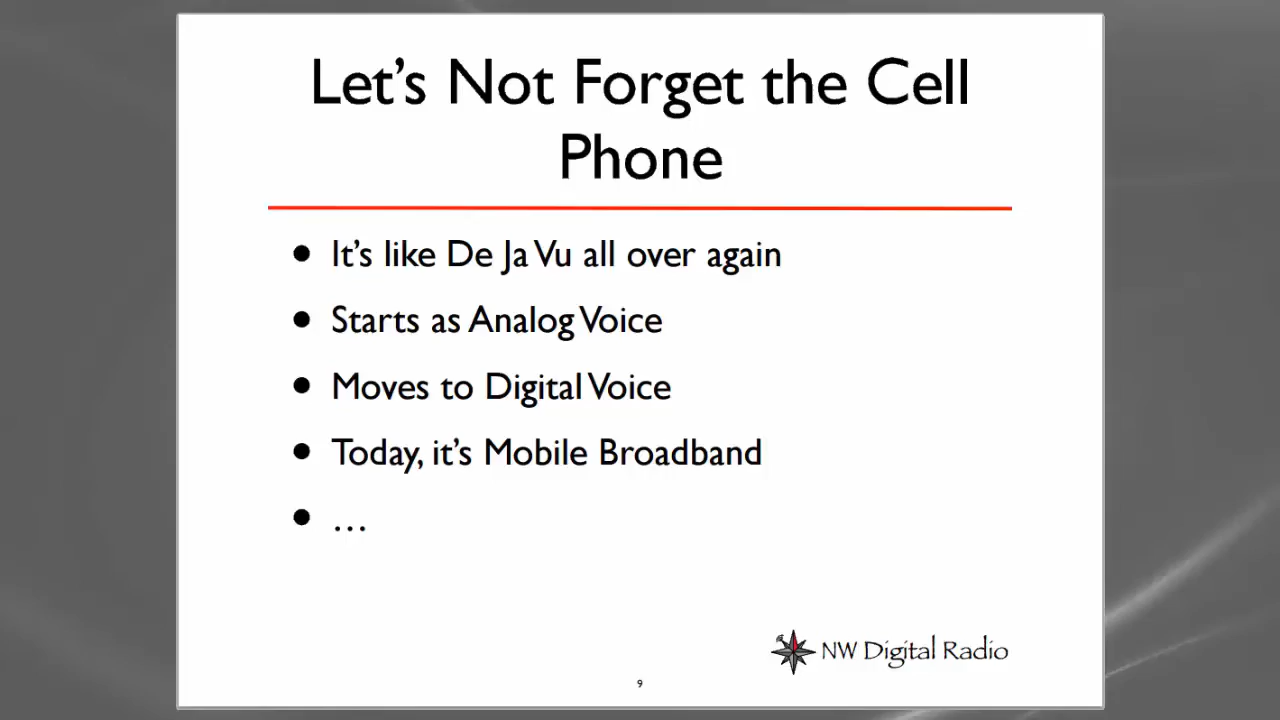 Let's Not Forget the Cell
Phone
• It's like De Ja Vu all over again
• Starts as Analog Voice
• Moves to Digital Voice
• Today, it's Mobile Broadband
• …
NW Digital Radio
9